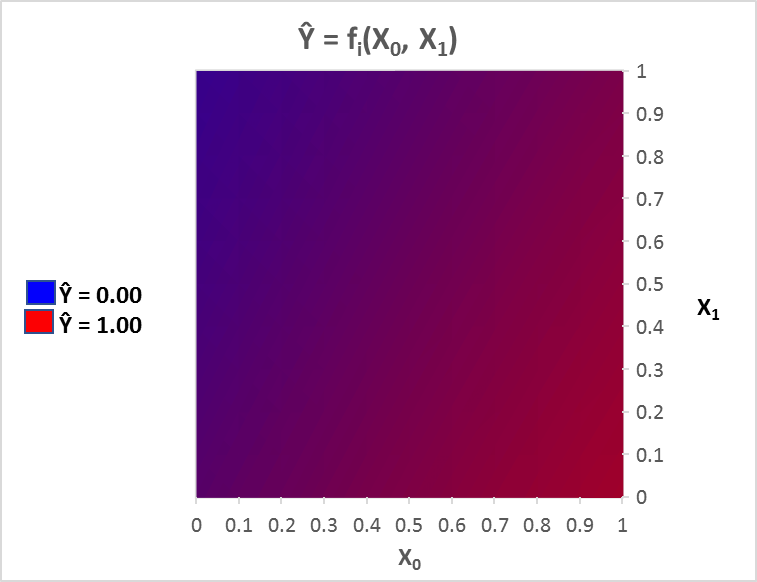 Ŷ = fᵢ(X₀, X₁)
1
0.9
0.8
0.7
0.6
0.5
0.4
0.3
0.2
0.1
0
X₁
Ŷ = 0.00
Ŷ = 1.00
0 0.1 0.2 0.3 0.4 0.5 0.6 0.7 0.8 0.9 1
X₀